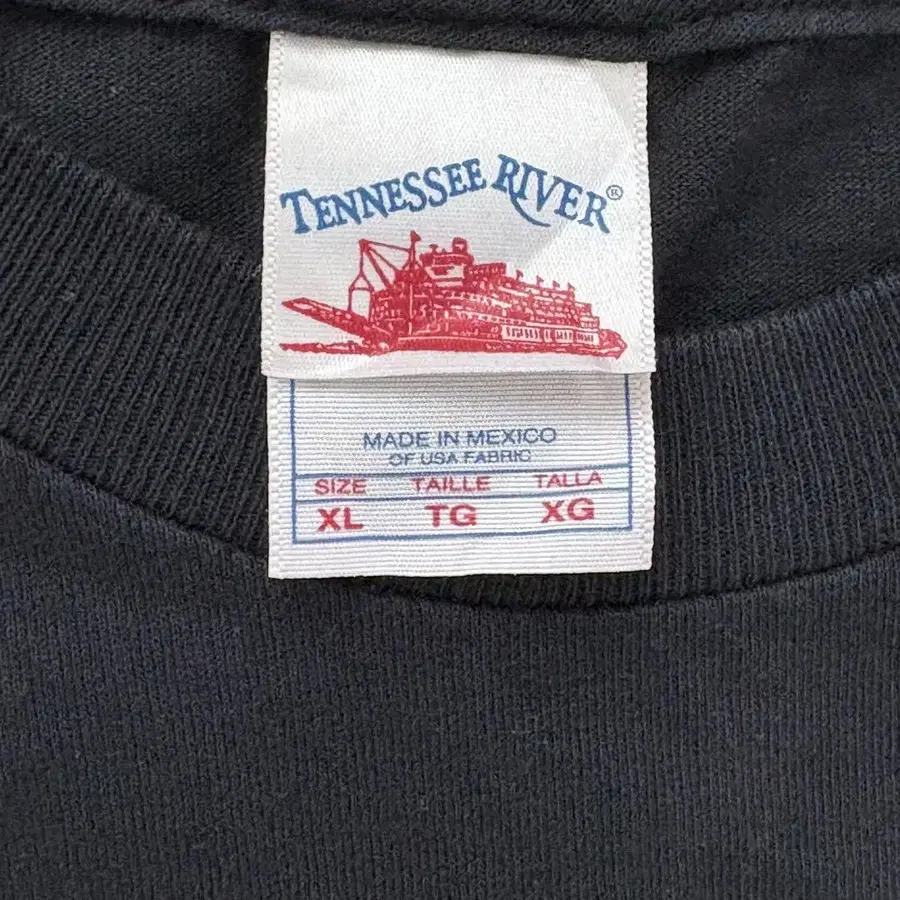 TENNESSEE RIVER®
MADE IN MEXICO
OF USA FABRIC
SIZE TAILLE TALLA
XL TG XG